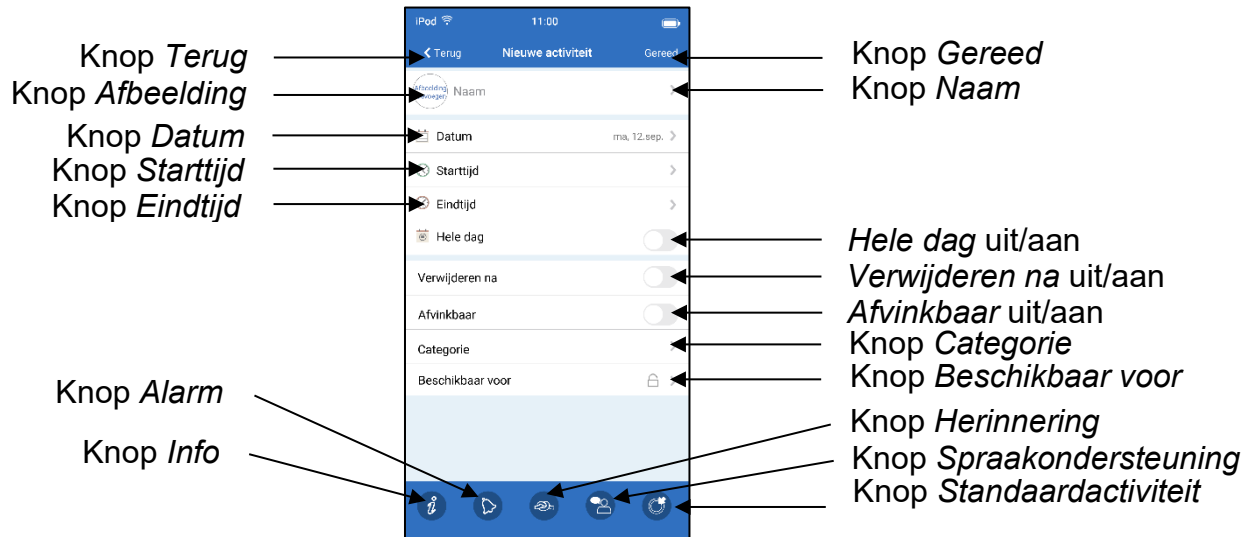 Knop Terug
Knop Afbeelding
Knop Datum
Knop Starttijd
Knop Eindtijd
Knop Alarm
Knop Info
iPod 11:00
Terug Nieuwe activiteit Gereed
Afbeelding
Naam
Datum ma, 12.sep.
Starttijd
Eindtijd
Hele dag
Verwijderen na
Afvinkbaar
Categorie
Beschikbaar voor
Knop Gereed
Knop Naam
Hele dag uit/aan
Verwijderen na uit/aan
Afvinkbaar uit/aan
Knop Categorie
Knop Beschikbaar voor
Knop Herinnering
Knop Spraakondersteuning
Knop Standaardactiviteit